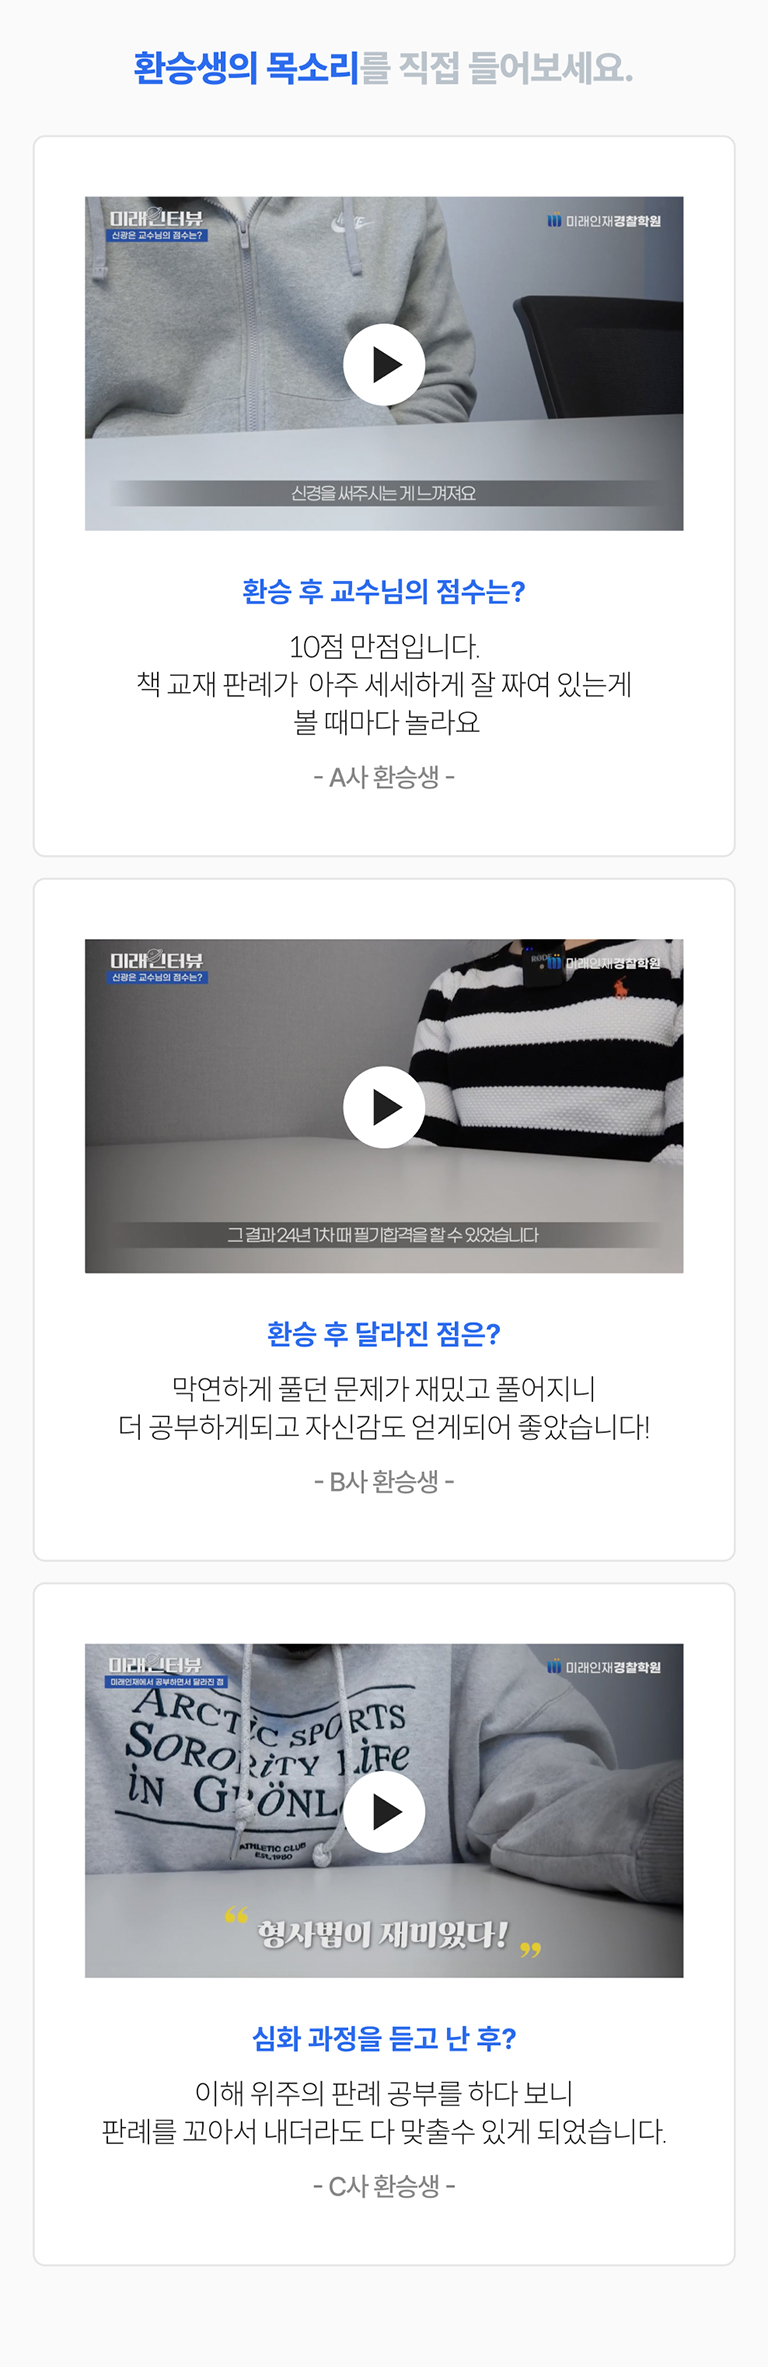 환승생의 목소리를 직접 들어보세요.
미래인터뷰
신광은 교수님의 점수는?
미래인재경찰학원
신경을 써주시는 게 느껴져요
환승 후 교수님의 점수는?
10점 만점입니다.
책 교재 판례가 아주 세세하게 잘 짜여 있는게
볼 때마다 놀라요
- A사 환승생 -
미래인터뷰
신광은 교수님의 점수는?
RODE
미래인재경찰학원
그 결과 24년 1차 때 필기합격을 할 수 있었습니다
환승 후 달라진 점은?
막연하게 풀던 문제가 재밌고 풀어지니
더 공부하게되고 자신감도 얻게되어 좋았습니다!
- B사 환승생 -
미래인터뷰
미래인재에서 공부하면서 달라진 점
미래인재경찰학원
ARCTiC SPORTS
SORORiTY LiFe
iN GRÖNL
ATHLETIC CLUB
EST. 1980
“ 형사법이 재미있다! ”
심화 과정을 듣고 난 후?
이해 위주의 판례 공부를 하다 보니
판례를 꼬아서 내더라도 다 맞출수 있게 되었습니다.
- C사 환승생 -